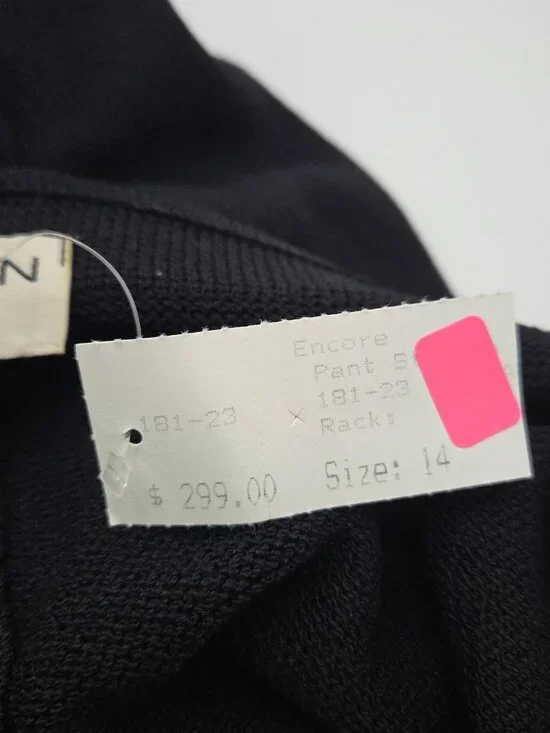 N
Encore
Pant
181-23
181-23
Rack:
$ 299.00
Size: 14